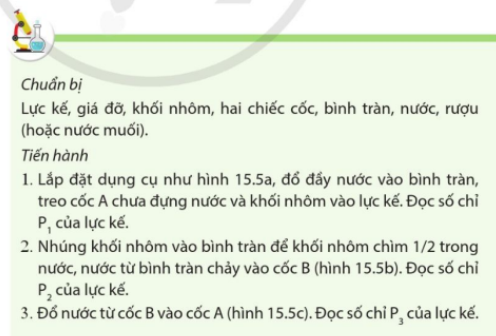 Chuẩn bị
Lực kế, giá đỡ, khối nhôm, hai chiếc cốc, bình tràn, nước, rượu
(hoặc nước muối).
Tiến hành
1. Lắp đặt dụng cụ như hình 15.5a, đổ đầy nước vào bình tràn,
treo cốc A chưa đựng nước và khối nhôm vào lực kế. Đọc số chỉ
P₁ của lực kế.
2. Nhúng khối nhôm vào bình tràn để khối nhôm chìm 1/2 trong
nước, nước từ bình tràn chảy vào cốc B (hình 15.5b). Đọc số chỉ
P₂ của lực kế.
3. Đổ nước từ cốc B vào cốc A (hình 15.5c). Đọc số chỉ P₃ của lực kế.